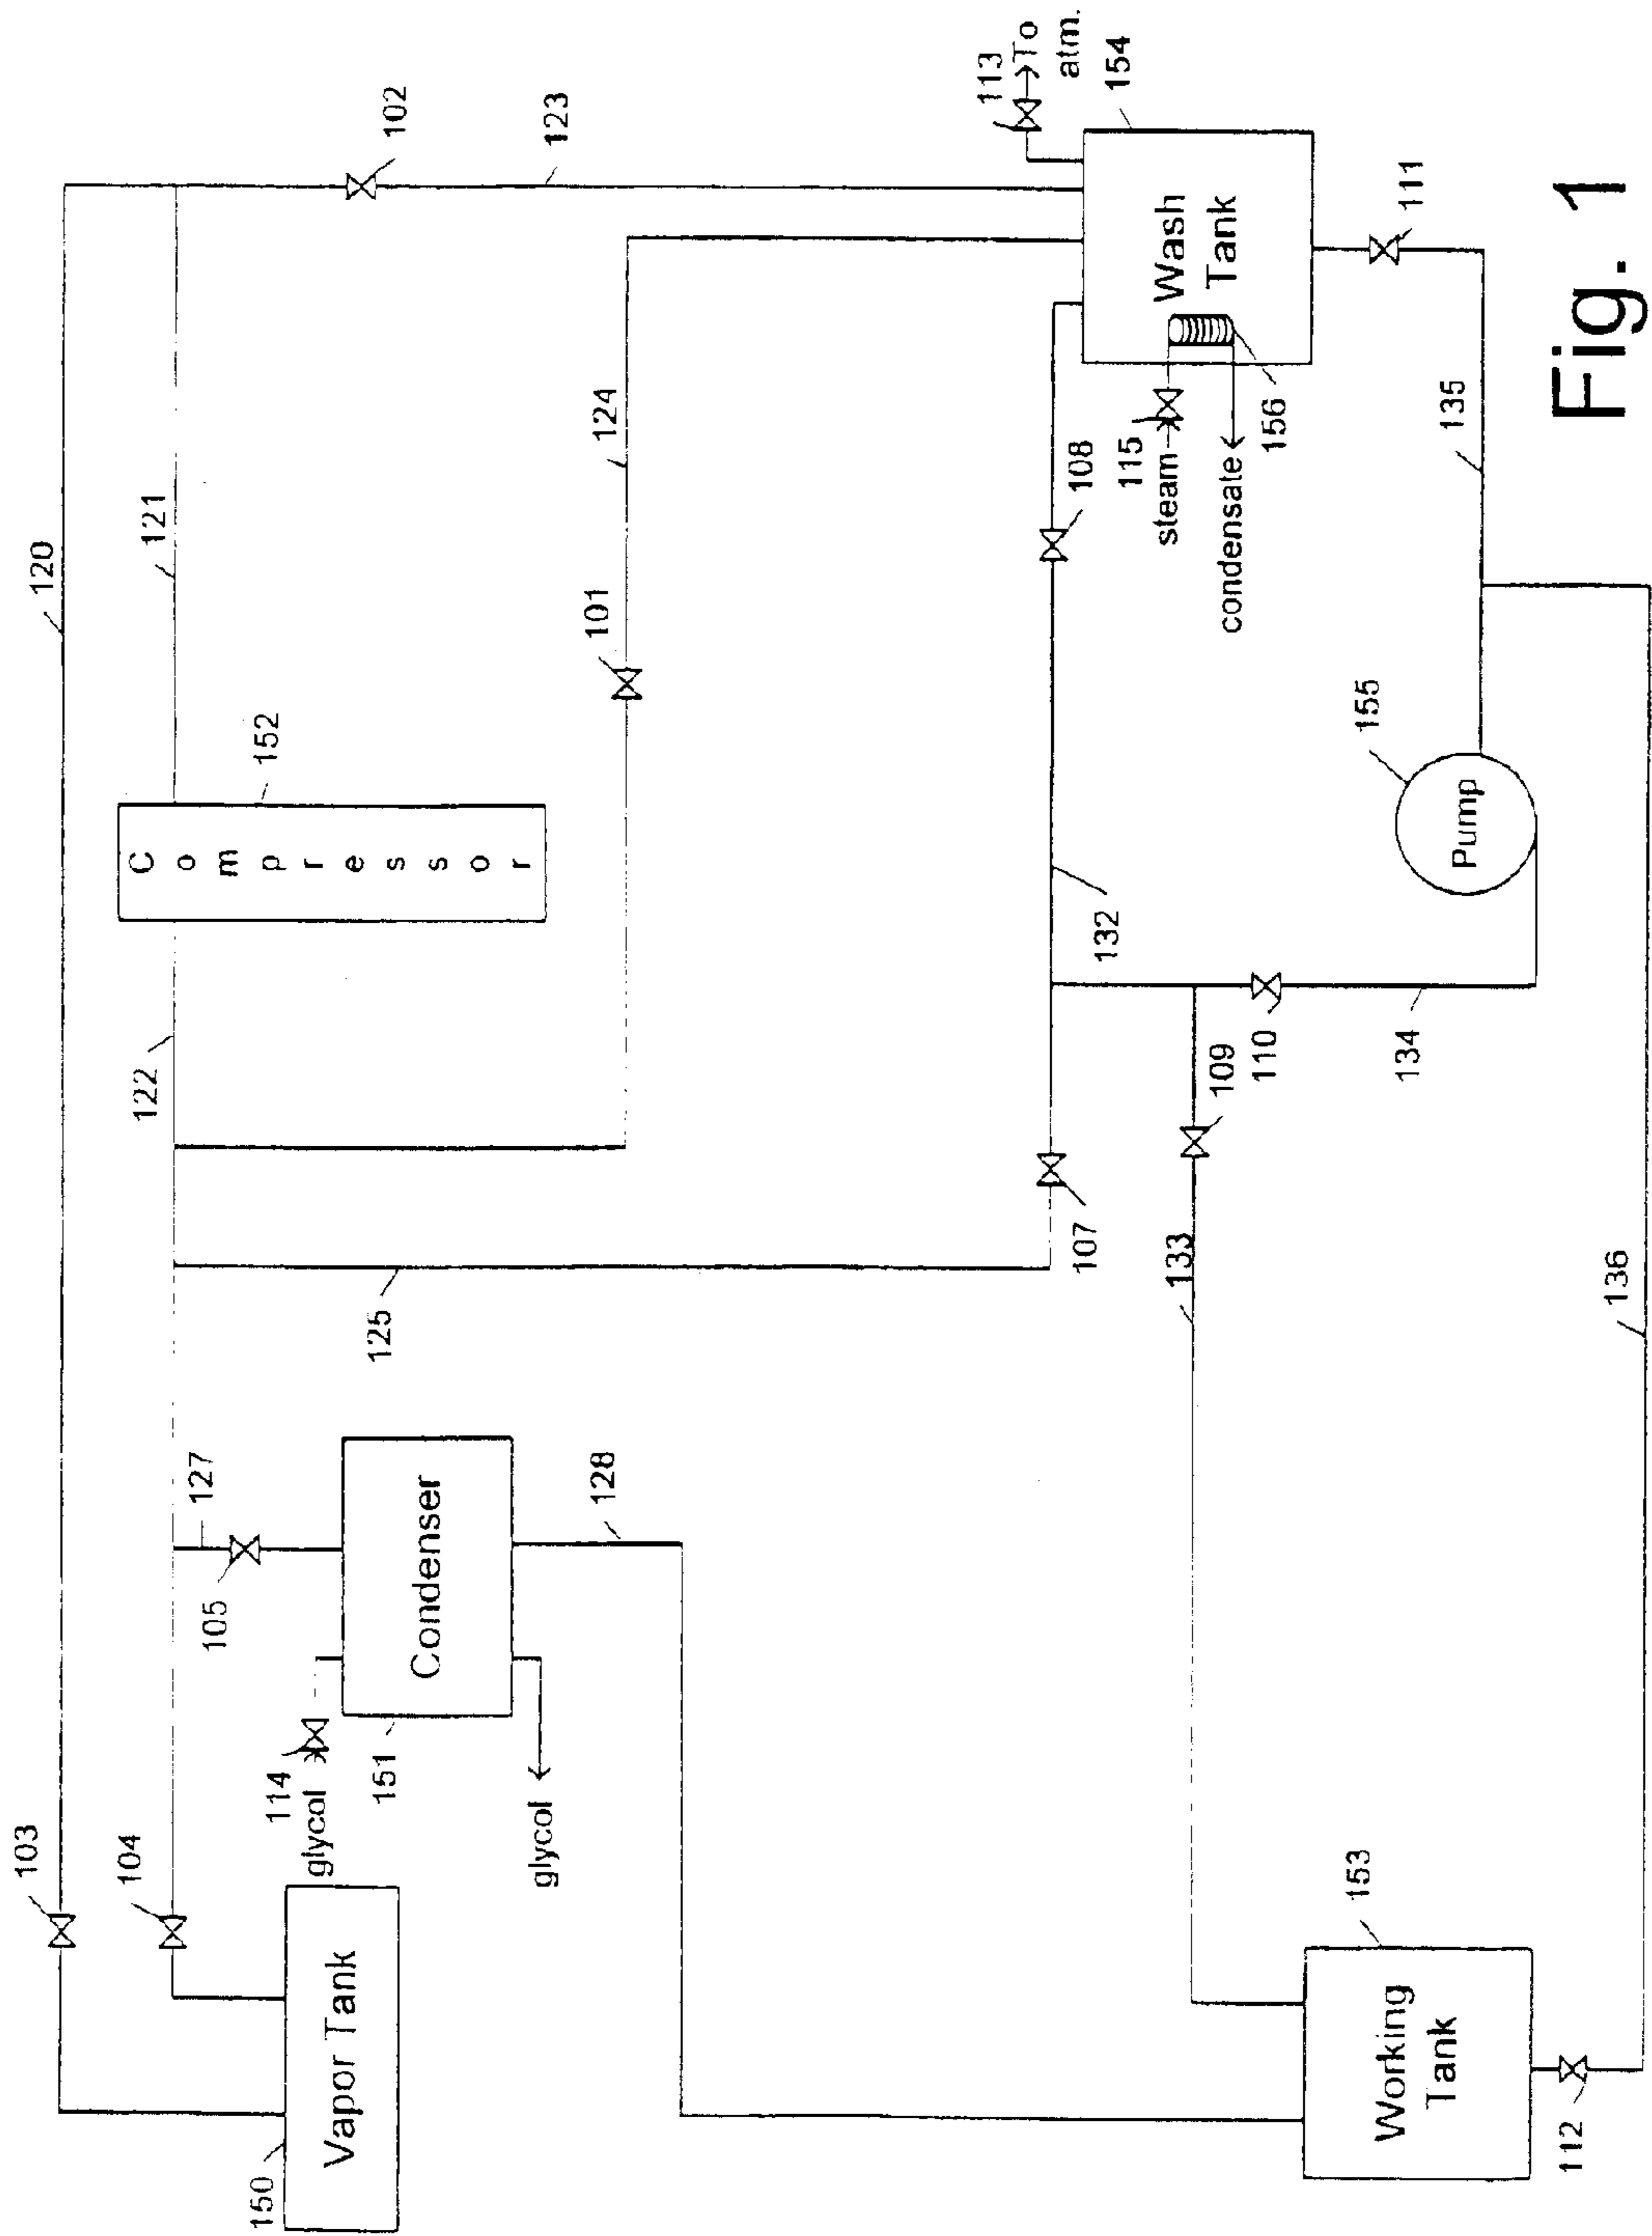 120
103
121
102
122
104
123
Compressor
152
127
105
114
glycol
Condenser
151
glycol
128
Vapor Tank
150
125
101
124
113
To
atm.
154
Wash
Tank
108
115
steam
condensate
156
107
132
109
110
133
134
111
135
155
Pump
153
Working
Tank
112
136
Fig. 1